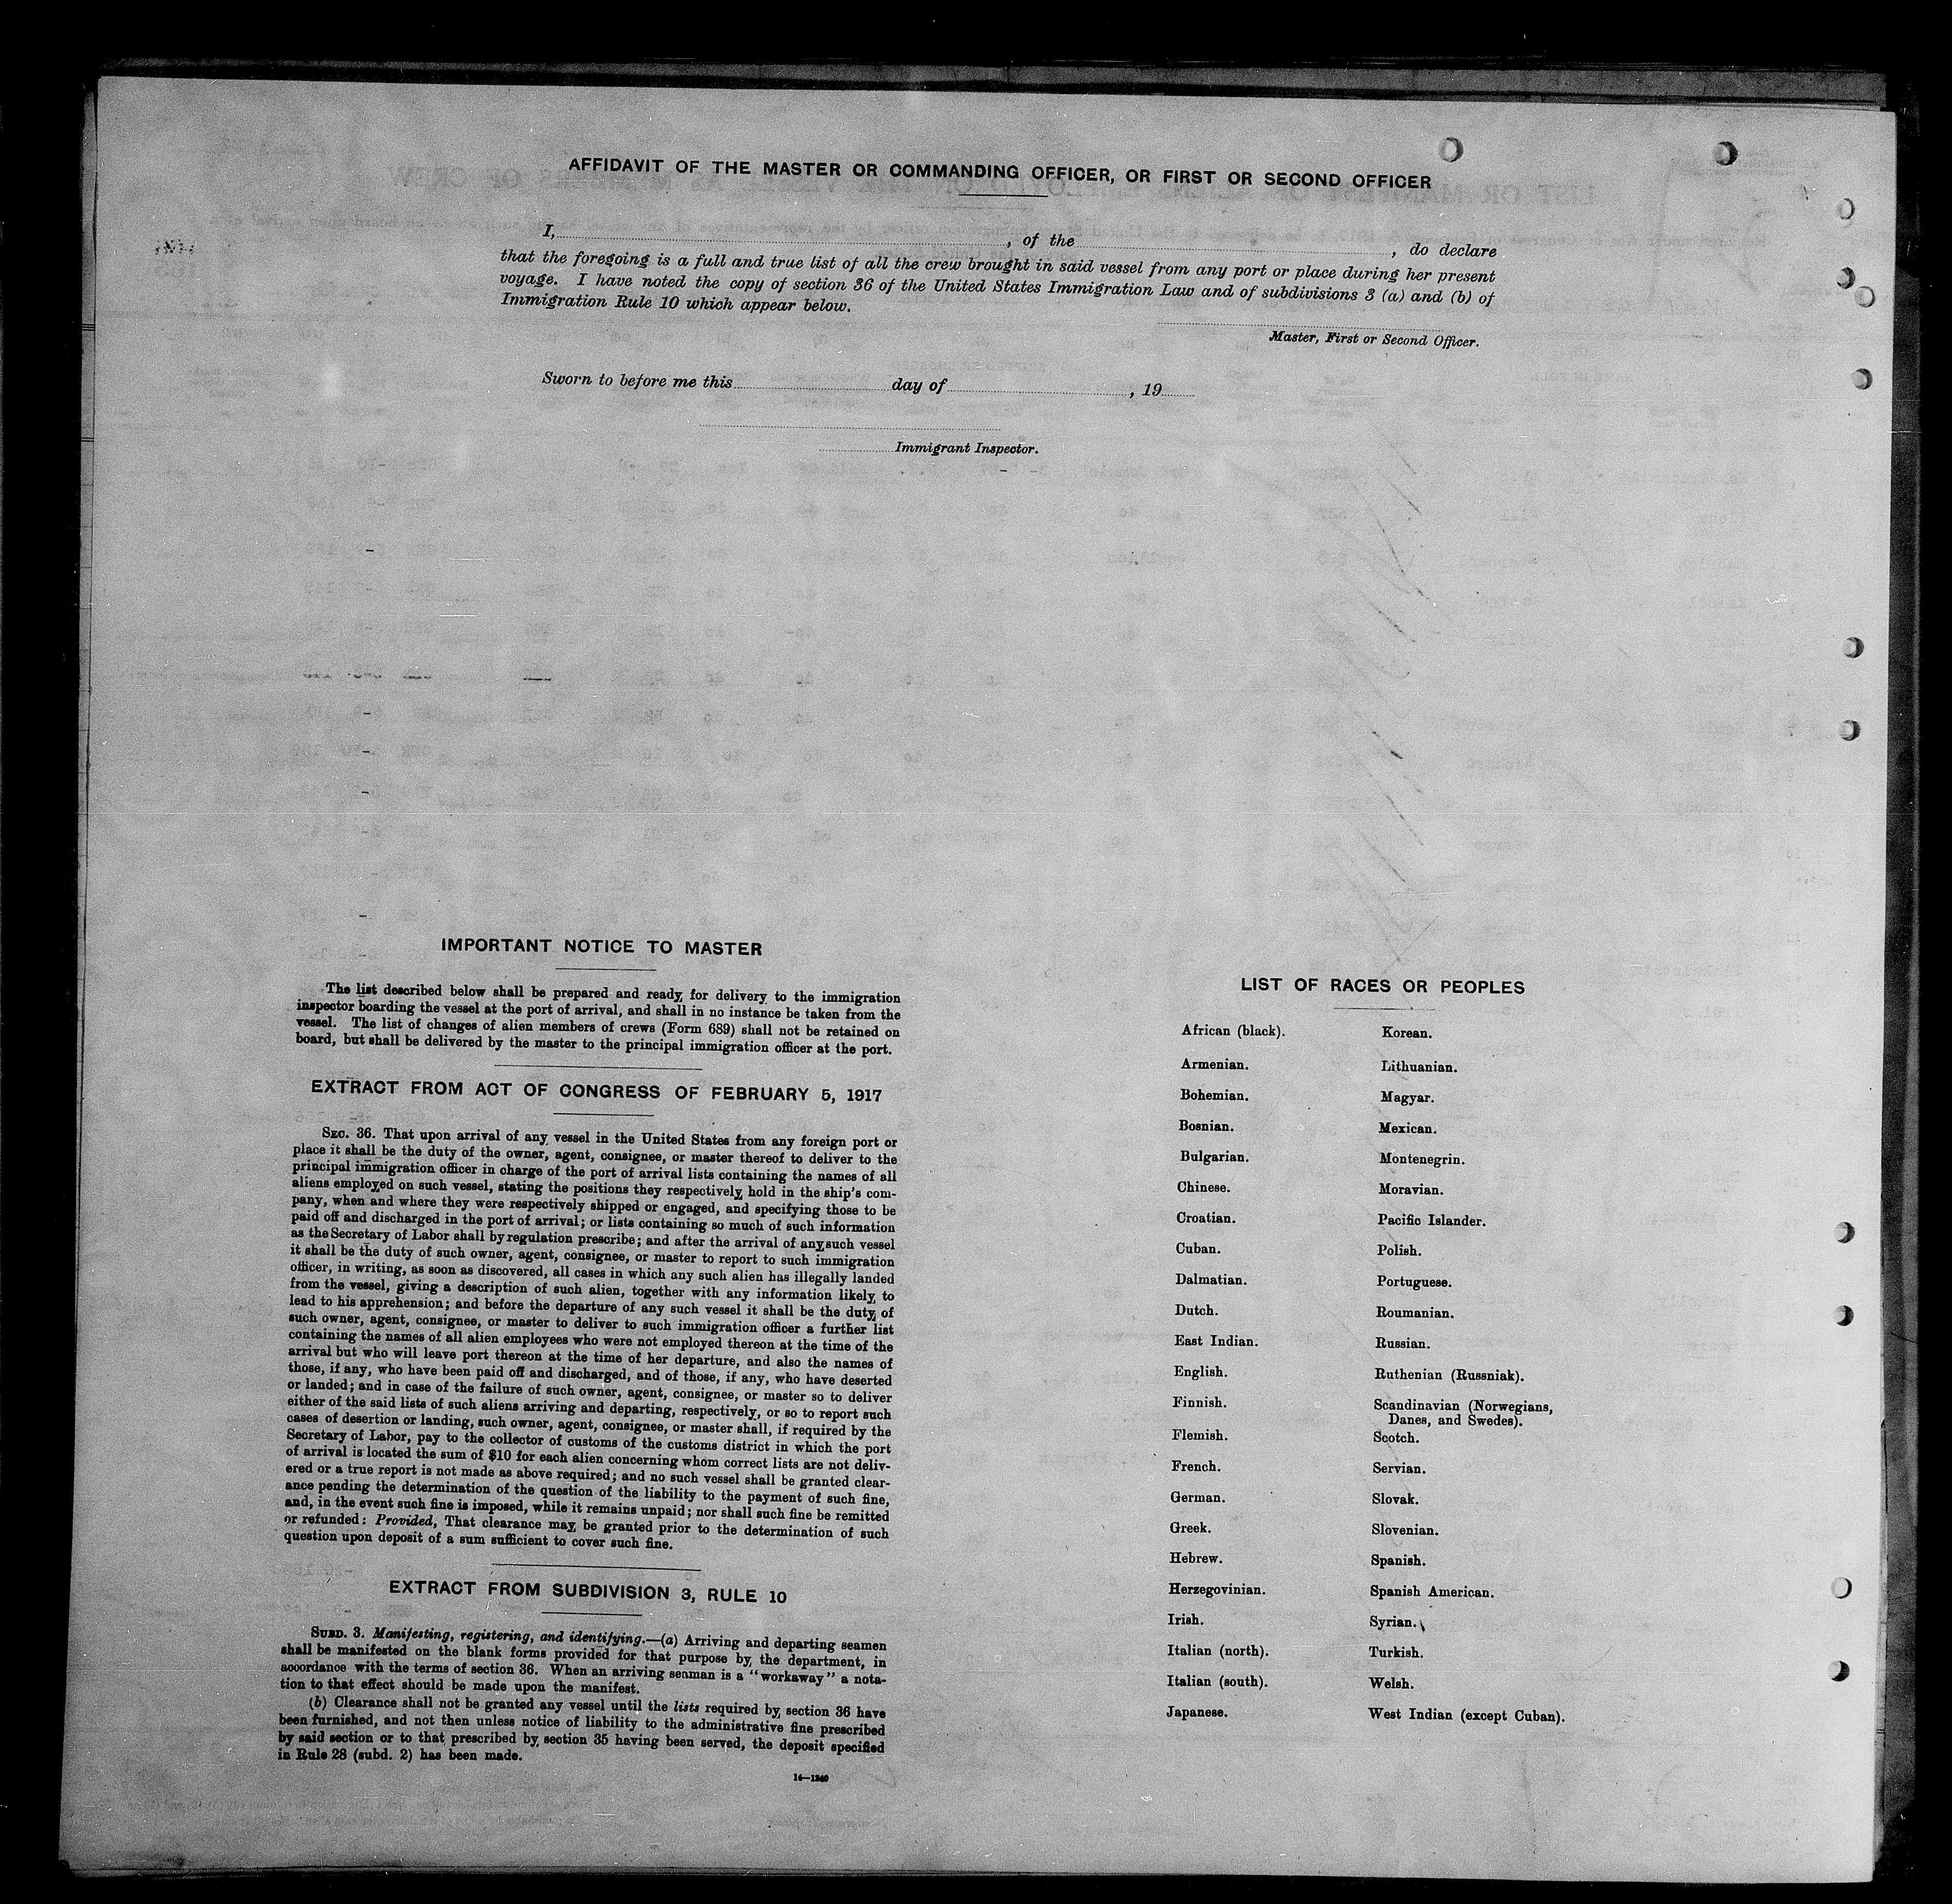 AFFIDAVIT OF THE MASTER OR COMMANDING OFFICER, OR FIRST OR SECOND OFFICER
I, , of the , do declare
that the foregoing is a full and true list of all the crew brought in said vessel from any port or place during her present
voyage. I have noted the copy of section 36 of the United States Immigration Law and of subdivisions 3 (a) and (b) of
Immigration Rule 10 which appear below.
Master, First or Second Officer.
Sworn to before me this day of , 19
Immigrant Inspector.
IMPORTANT NOTICE TO MASTER
The list described below shall be prepared and ready for delivery to the immigration
inspector boarding the vessel at the port of arrival, and shall in no instance be taken from the
vessel. The list of changes of alien members of crews (Form 689) shall not be retained on
board, but shall be delivered by the master to the principal immigration officer at the port.
EXTRACT FROM ACT OF CONGRESS OF FEBRUARY 5, 1917
SEC. 36. That upon arrival of any vessel in the United States from any foreign port or
place it shall be the duty of the owner, agent, consignee, or master thereof to deliver to the
principal immigration officer in charge of the port of arrival lists containing the names of all
aliens employed on such vessel, stating the positions they respectively hold in the ship's com-
pany, when and where they were respectively shipped or engaged, and specifying those to be
paid off and discharged in the port of arrival; or lists containing so much of such information
as the Secretary of Labor shall by regulation prescribe; and after the arrival of any such vessel
it shall be the duty of such owner, agent, consignee, or master to report to such immigration
officer, in writing, as soon as discovered, all cases in which any such alien has illegally landed
from the vessel, giving a description of such alien, together with any information likely to
lead to his apprehension; and before the departure of any such vessel it shall be the duty of
such owner, agent, consignee, or master to deliver to such immigration officer a further list
containing the names of all alien employees who were not employed thereon at the time of the
arrival but who will leave port thereon at the time of her departure, and also the names of
those, if any, who have been paid off and discharged, and of those, if any, who have deserted
or landed; and in case of the failure of such owner, agent, consignee, or master so to deliver
either of the said lists of such aliens arriving and departing, respectively, or so to report such
cases of desertion or landing, such owner, agent, consignee, or master shall, if required by the
Secretary of Labor, pay to the collector of customs of the customs district in which the port
of arrival is located the sum of $10 for each alien concerning whom correct lists are not deliv-
ered or a true report is not made as above required; and no such vessel shall be granted clear-
ance pending the determination of the question of the liability to the payment of such fine,
and, in the event such fine is imposed, while it remains unpaid; nor shall such fine be remitted
or refunded: Provided, That clearance may be granted prior to the determination of such
question upon deposit of a sum sufficient to cover such fine.
EXTRACT FROM SUBDIVISION 3, RULE 10
SUBD. 3. Manifesting, registering, and identifying.—(a) Arriving and departing seamen
shall be manifested on the blank forms provided for that purpose by the department, in
accordance with the terms of section 36. When an arriving seaman is a "workaway" a nota-
tion to that effect should be made upon the manifest.
(b) Clearance shall not be granted any vessel until the lists required by section 36 have
been furnished, and not then unless notice of liability to the administrative fine prescribed
by said section or to that prescribed by section 35 having been served, the deposit specified
in Rule 28 (subd. 2) has been made.
14—1240
LIST OF RACES OR PEOPLES
African (black).
Armenian.
Bohemian.
Bosnian.
Bulgarian.
Chinese.
Croatian.
Cuban.
Dalmatian.
Dutch.
East Indian.
English.
Finnish.
Flemish.
French.
German.
Greek.
Hebrew.
Herzegovinian.
Irish.
Italian (north).
Italian (south).
Japanese.
Korean.
Lithuanian.
Magyar.
Mexican.
Montenegrin.
Moravian.
Pacific Islander.
Polish.
Portuguese.
Roumanian.
Russian.
Ruthenian (Russniak).
Scandinavian (Norwegians,
Danes, and Swedes).
Scotch.
Servian.
Slovak.
Slovenian.
Spanish.
Spanish American.
Syrian.
Turkish.
Welsh.
West Indian (except Cuban).